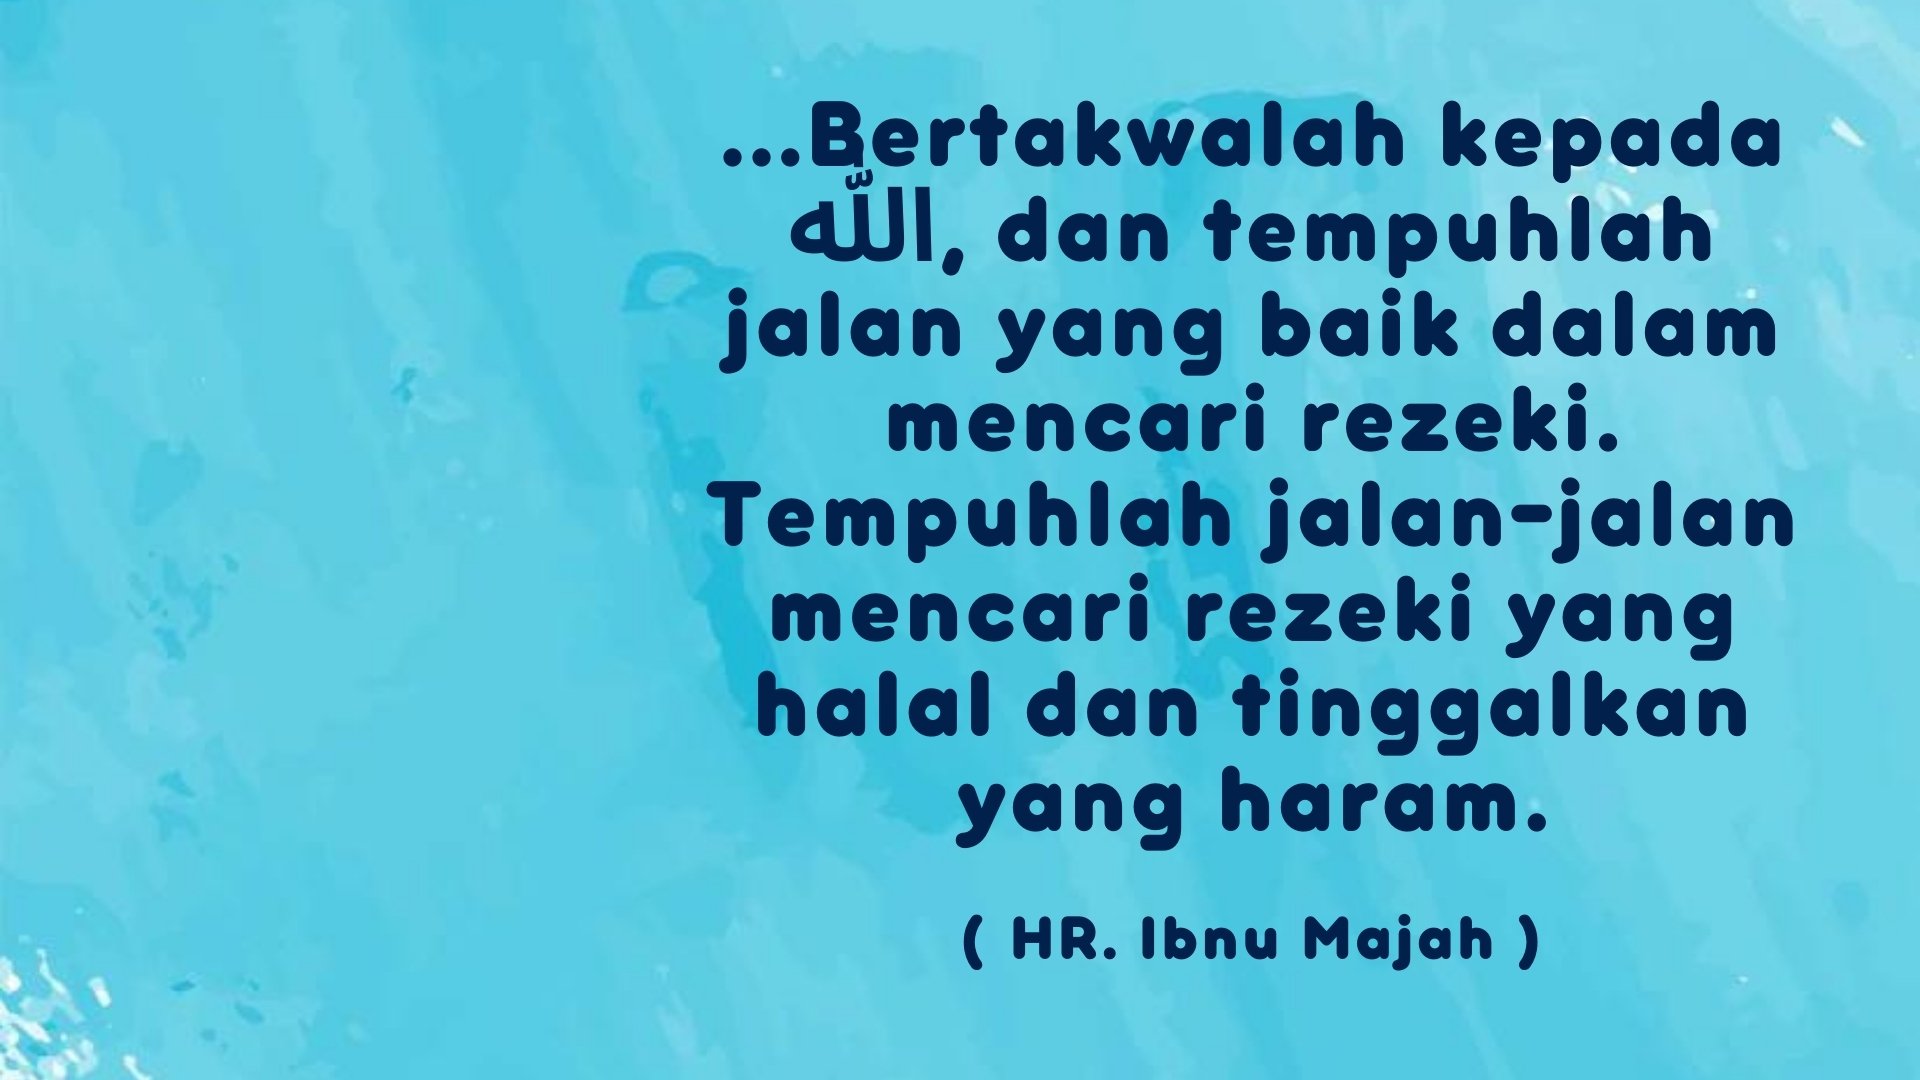 ...Bertakwalah kepada
الله, dan tempuhlah
jalan yang baik dalam
mencari rezeki.
Tempuhlah jalan-jalan
mencari rezeki yang
halal dan tinggalkan
yang haram.
( HR. Ibnu Majah )